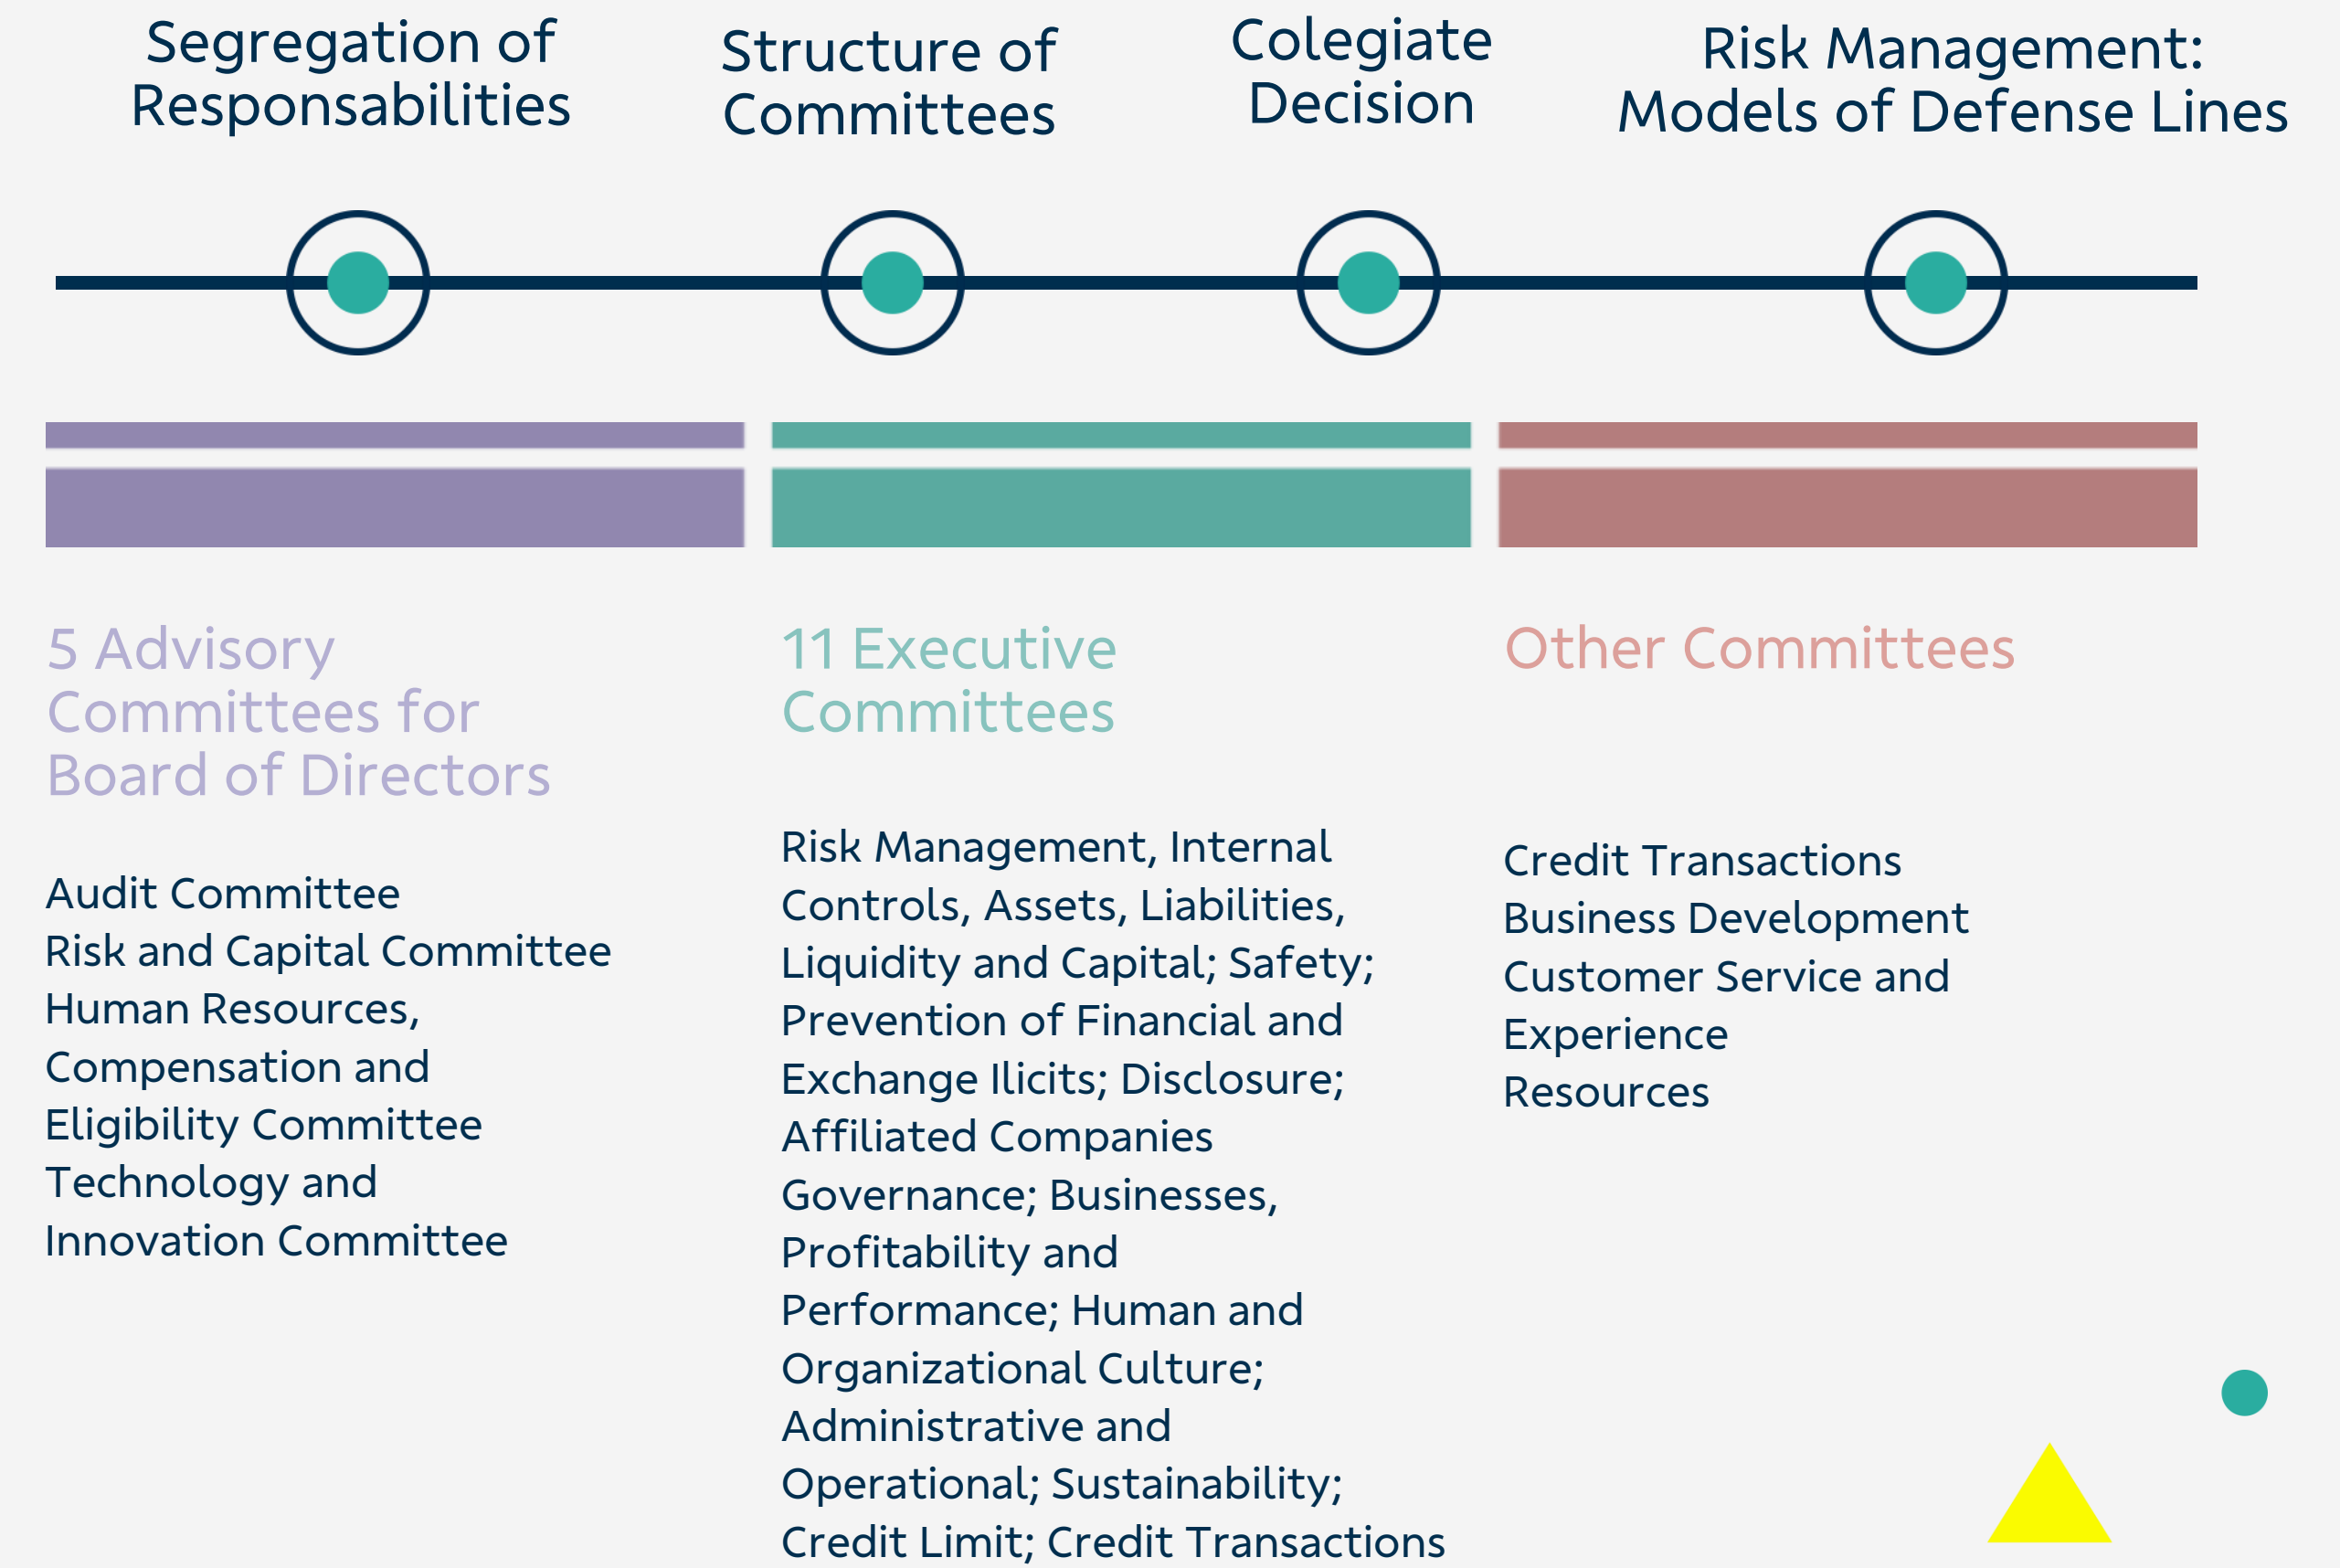 Segregation of
Responsabilities
Structure of
Committees
Colegiate
Decision
Risk Management:
Models of Defense Lines
5 Advisory
Committees for
Board of Directors
Audit Committee
Risk and Capital Committee
Human Resources,
Compensation and
Eligibility Committee
Technology and
Innovation Committee
11 Executive
Committees
Risk Management, Internal
Controls, Assets, Liabilities,
Liquidity and Capital; Safety;
Prevention of Financial and
Exchange Ilicits; Disclosure;
Affiliated Companies
Governance; Businesses,
Profitability and
Performance; Human and
Organizational Culture;
Administrative and
Operational; Sustainability;
Credit Limit; Credit Transactions
Other Committees
Credit Transactions
Business Development
Customer Service and
Experience
Resources